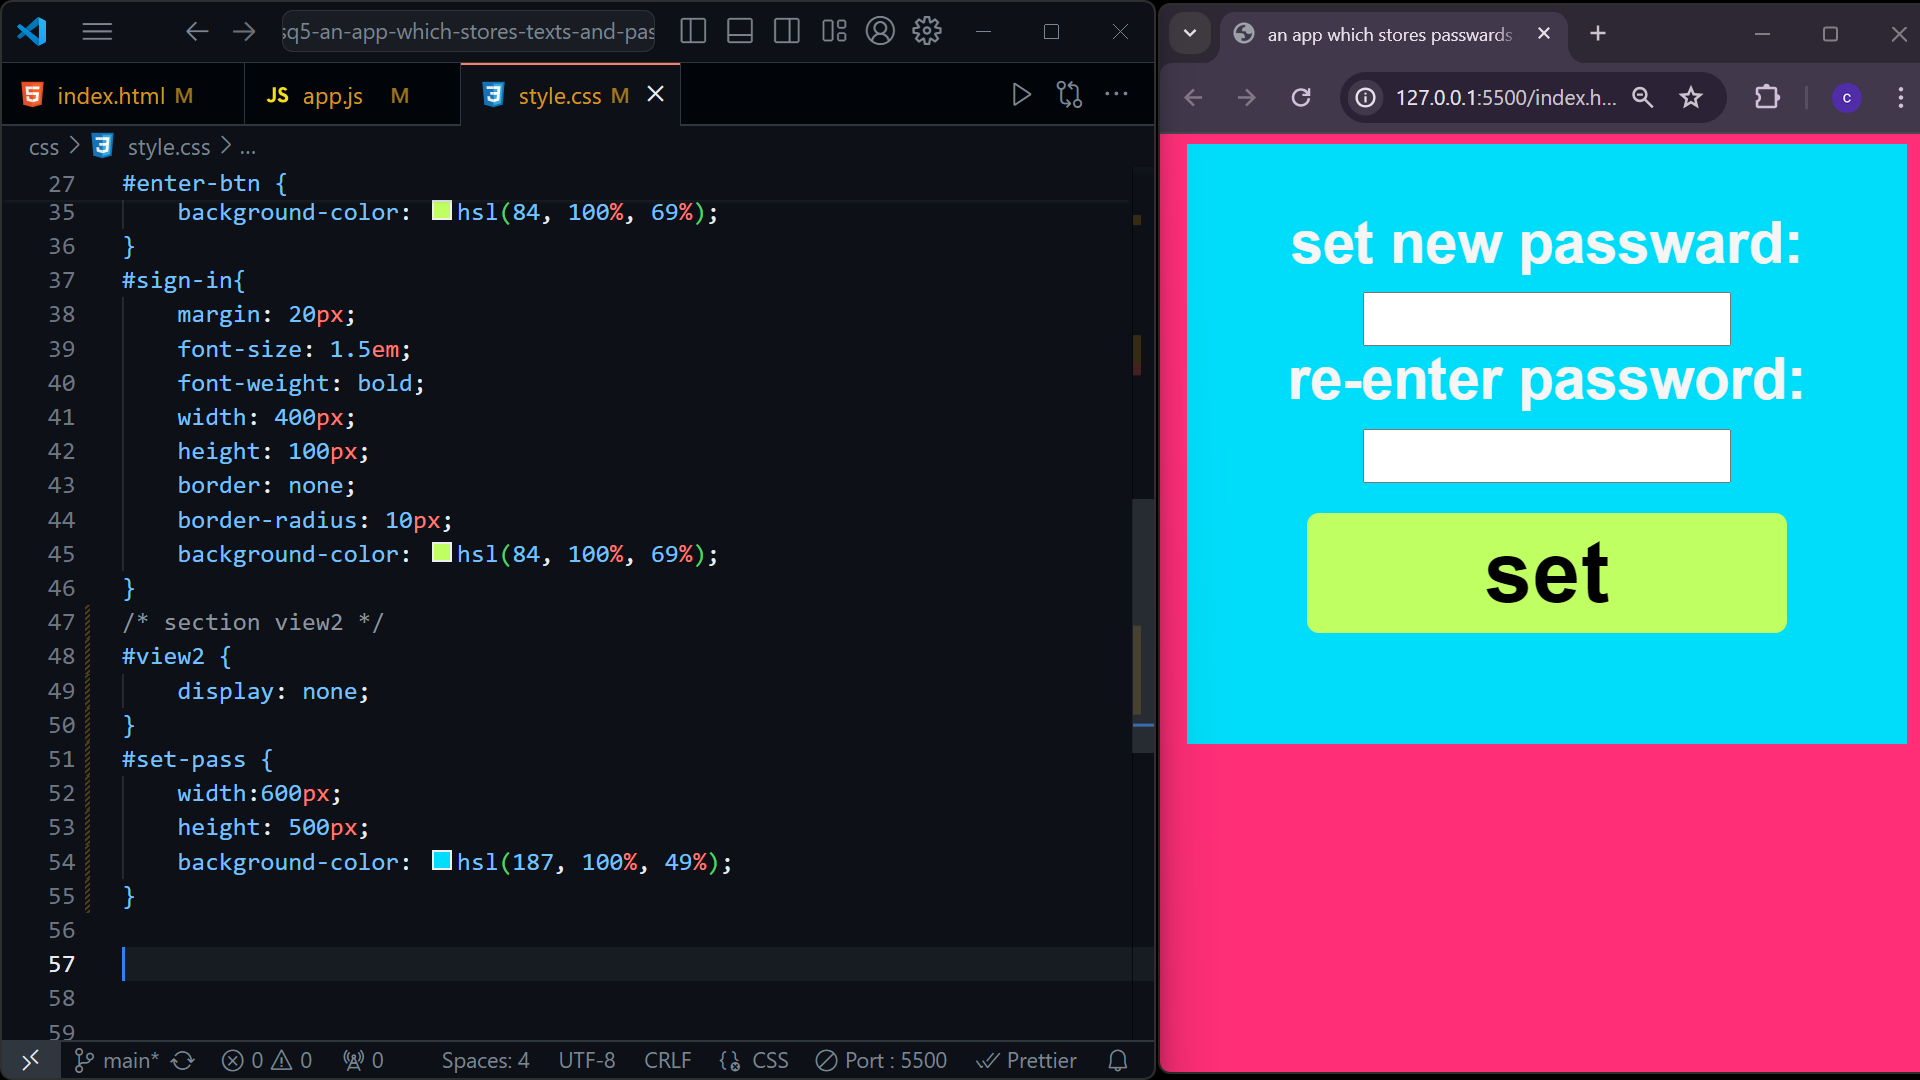 sq5-an-app-which-stores-texts-and-pas
index.html M
JS app.js M
style.css M
css > style.css > ...
27 #enter-btn {
35 background-color: hsl(84, 100%, 69%);
36 }
37 #sign-in{
38 margin: 20px;
39 font-size: 1.5em;
40 font-weight: bold;
41 width: 400px;
42 height: 100px;
43 border: none;
44 border-radius: 10px;
45 background-color: hsl(84, 100%, 69%);
46 }
47 /* section view2 */
48 #view2 {
49 display: none;
50 }
51 #set-pass {
52 width:600px;
53 height: 500px;
54 background-color: hsl(187, 100%, 49%);
55 }
56
57
58
59
main* 0 0 0 Spaces: 4 UTF-8 CRLF CSS Port : 5500 Prettier
an app which stores passwards
127.0.0.1:5500/index.h...
c
set new passward:
re-enter password:
set